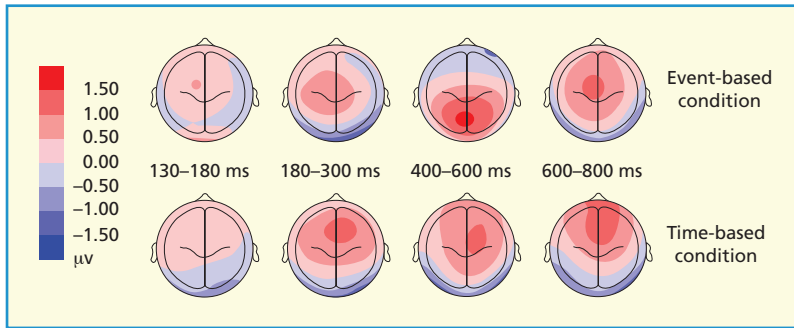 1.50
1.00
0.50
0.00
–0.50
–1.00
–1.50
μv
Event-based
condition
130–180 ms 180–300 ms 400–600 ms 600–800 ms
Time-based
condition